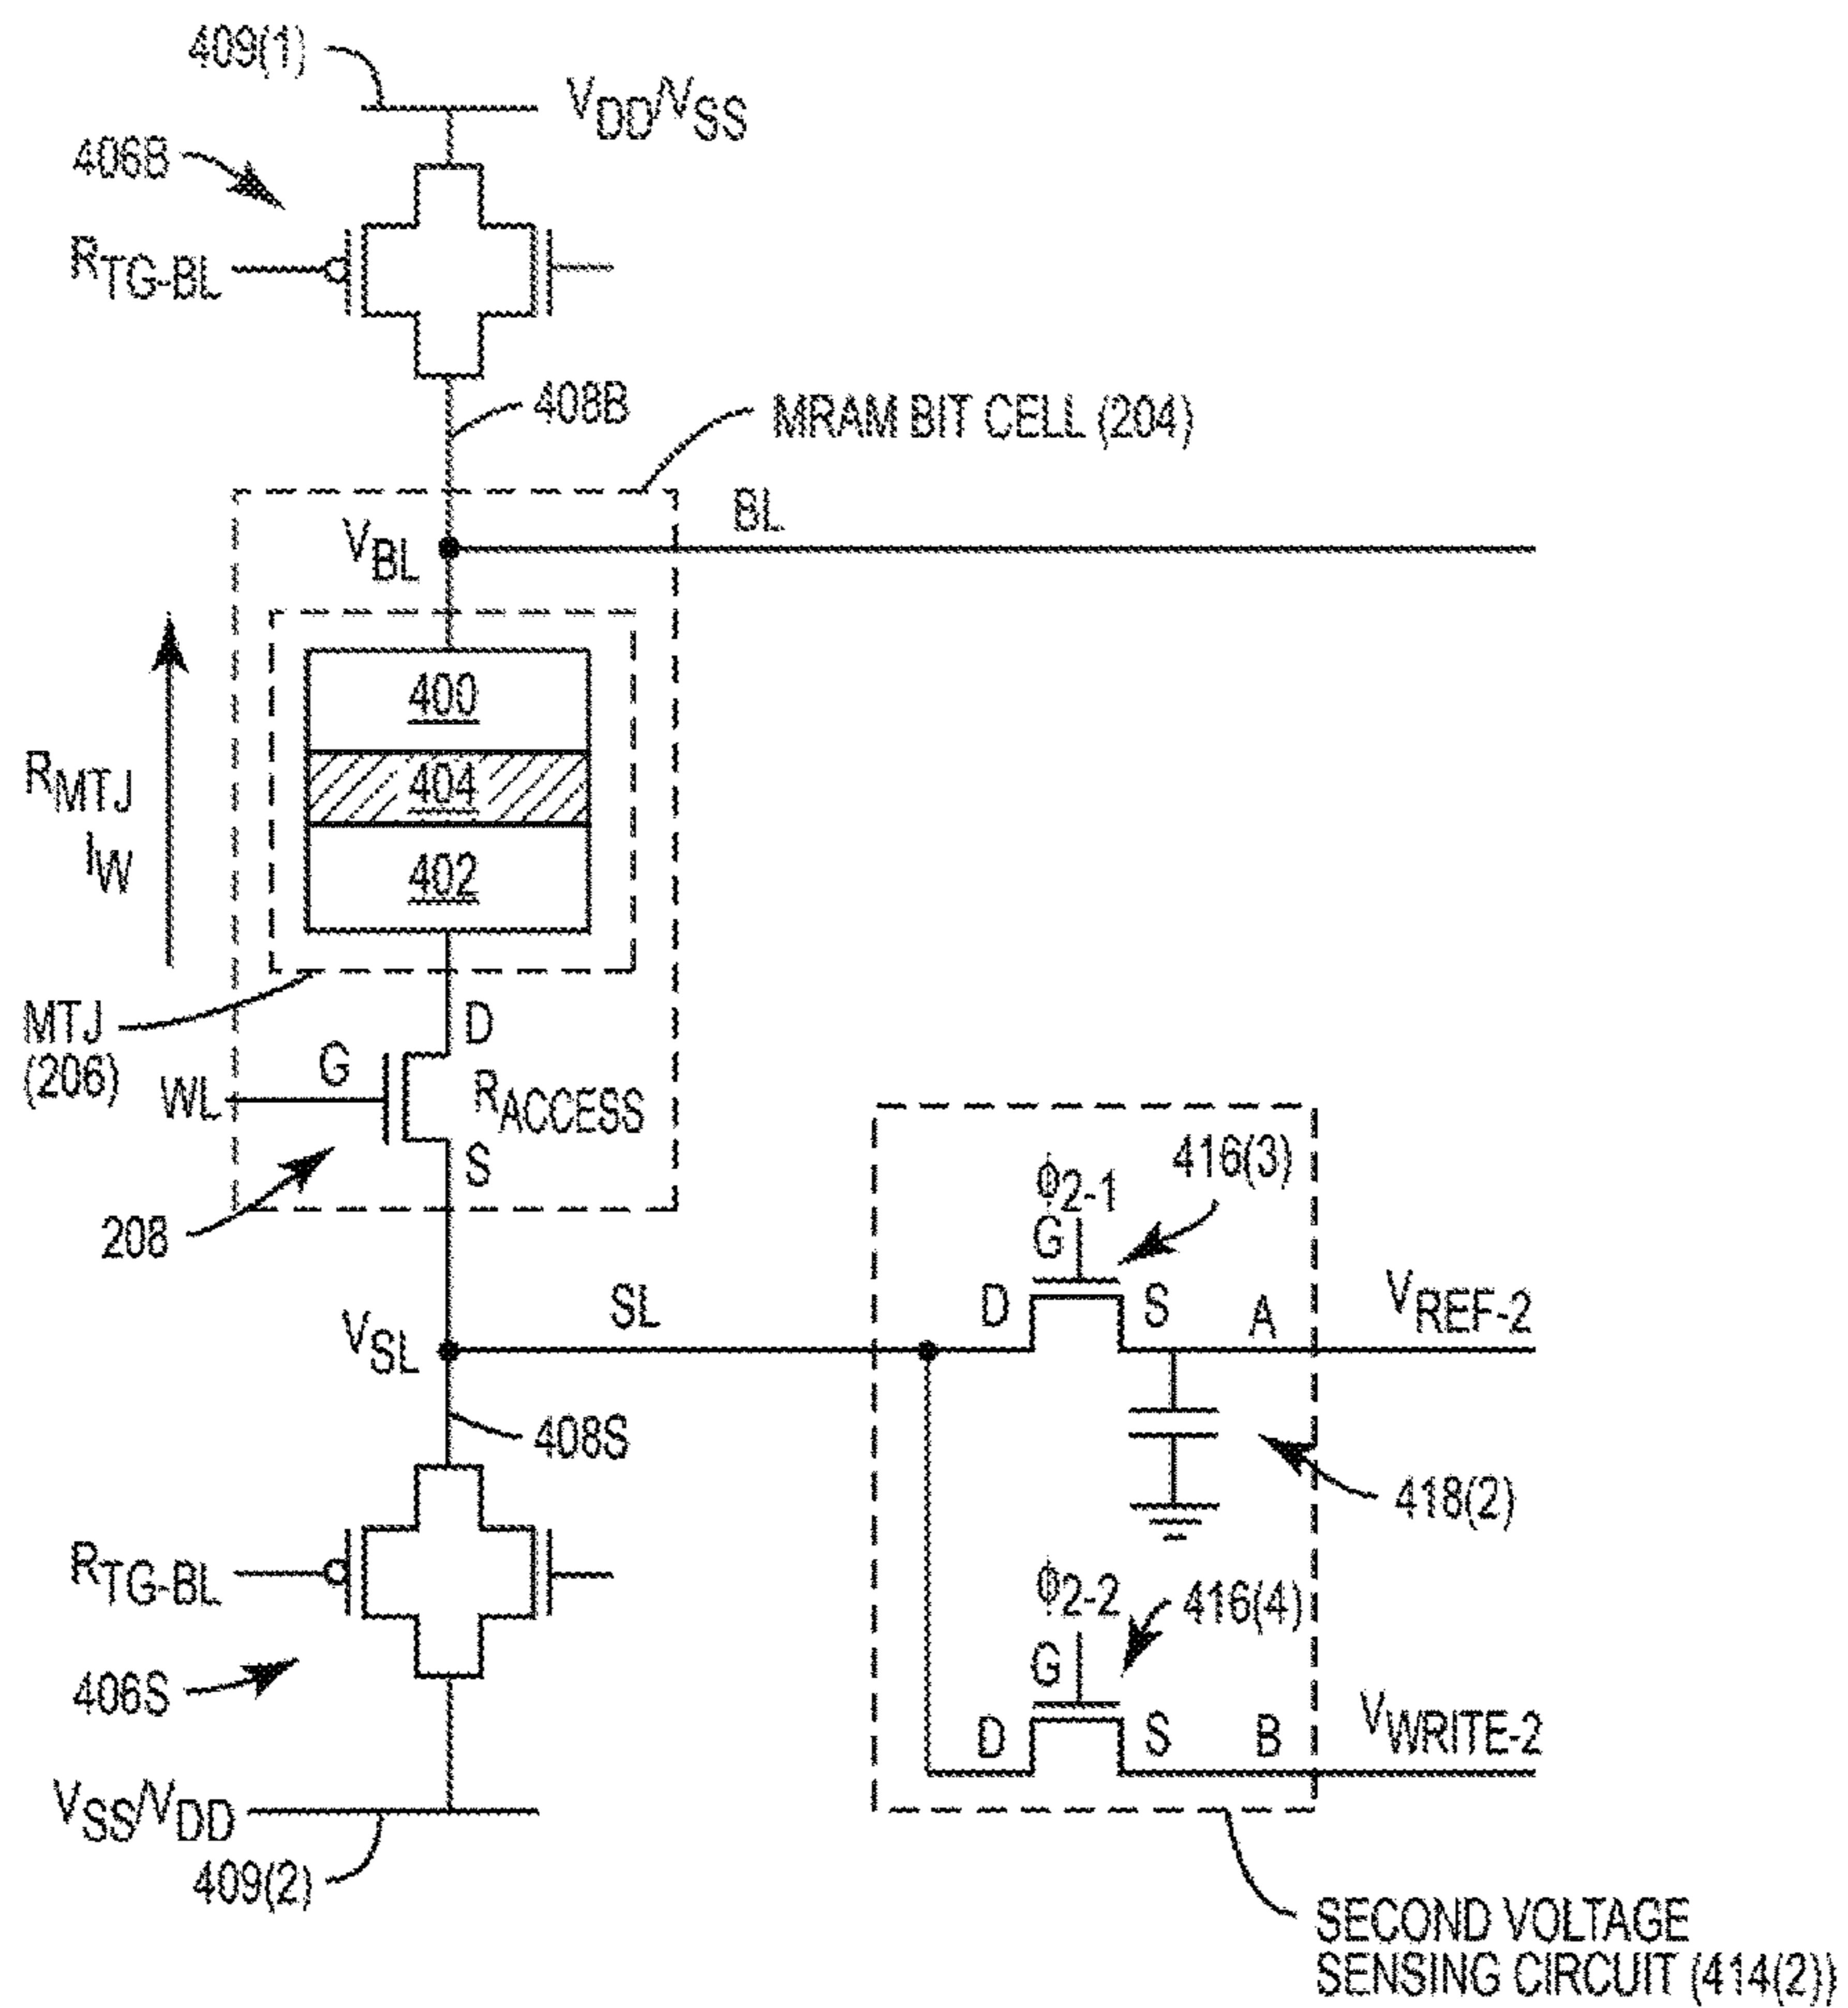 409(1)
VDD/VSS
406B
RTG-BL
408B
MRAM BIT CELL (204)
BL
VBL
400
RMTJ
404
IW
402
MTJ
(206)
D
G
WL
RACCESS
S
208
ϕ2-1
416(3)
G
D
S
A
VREF-2
SL
VSL
408S
418(2)
RTG-BL
ϕ2-2
416(4)
G
406S
D
S
B
VWRITE-2
VSS/VDD
409(2)
SECOND VOLTAGE
SENSING CIRCUIT (414(2))